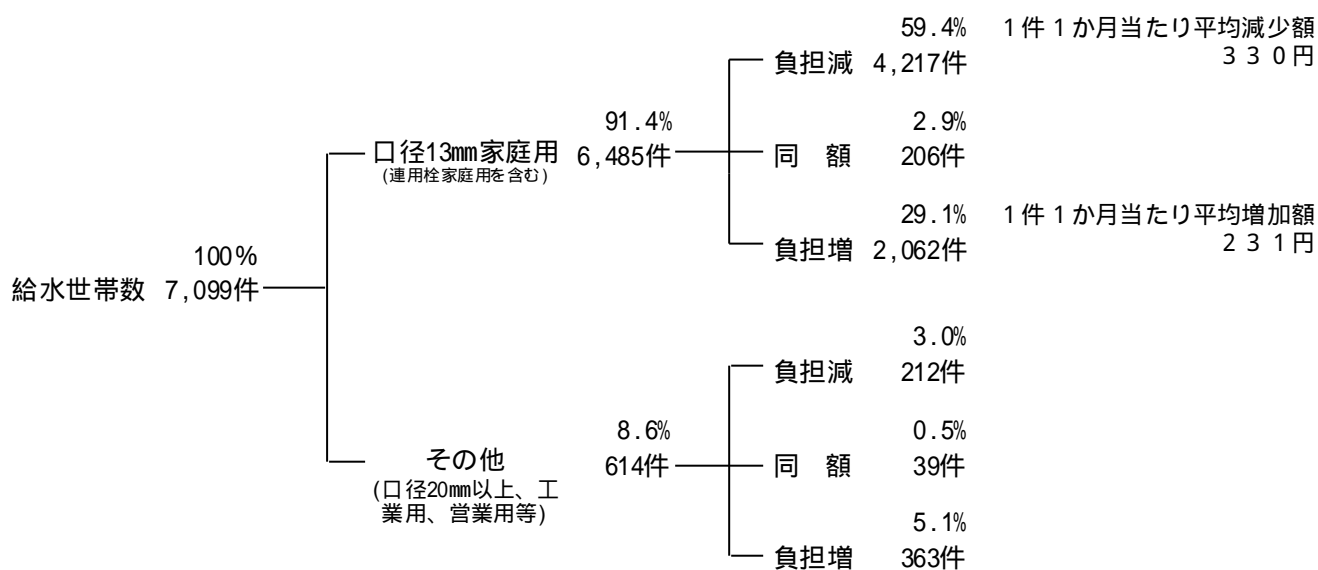 59.4% 1件1か月当たり平均減少額
負担減 4,217件 330円
91.4% 2.9%
口径13mm家庭用 6,485件 同 額 206件
(連用栓家庭用を含む)
29.1% 1件1か月当たり平均増加額
負担増 2,062件 231円
100%
給水世帯数 7,099件
3.0%
負担減 212件
8.6% 0.5%
その他 614件 同 額 39件
(口径20mm以上、工
業用、営業用等)
5.1%
負担増 363件